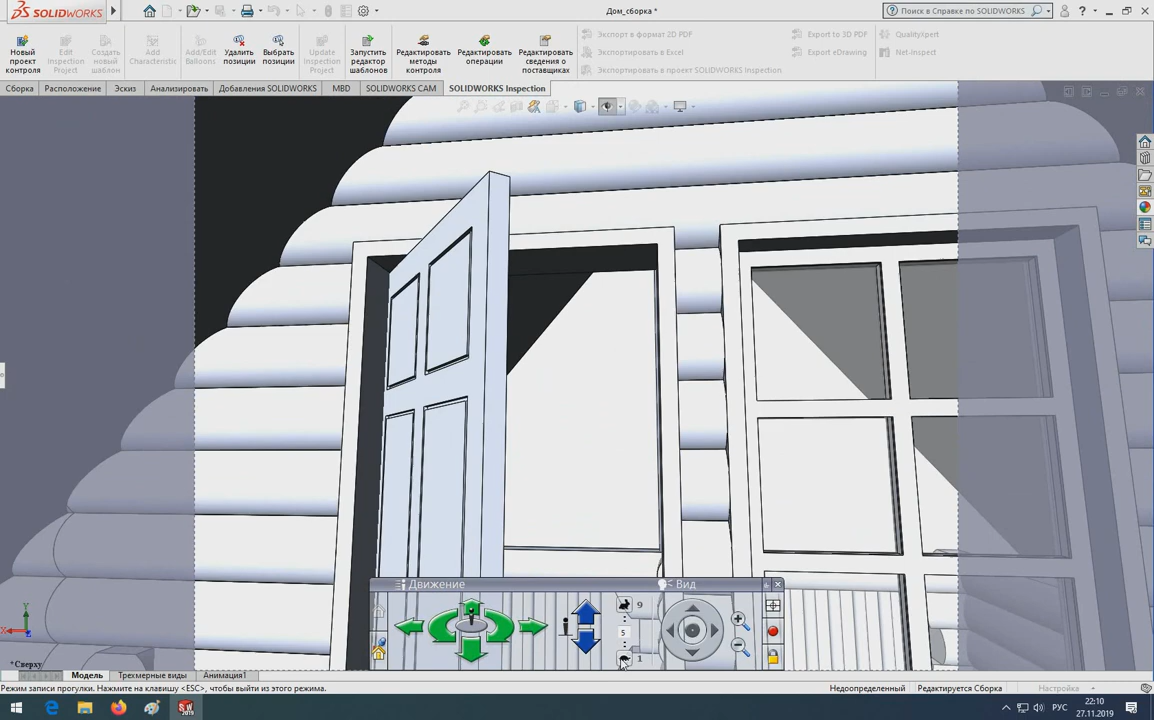 SOLIDWORKS
Дом_сборка *
Поиск в Справке по SOLIDWORKS
Новый проект контроля
Edit Inspection Project
Создать новый шаблон
Add Characteristic
Add/Edit Balloons
Удалить позиции
Выбрать позиции
Update Inspection Project
Запустить редактор шаблонов
Редактировать методы контроля
Редактировать операции
Редактировать сведения о поставщиках
Экспорт в формат 2D PDF
Экспортировать в Excel
Экспортировать в проект SOLIDWORKS Inspection
Export to 3D PDF
Export eDrawing
QualityXpert
Net-Inspect
Сборка
Расположение
Эскиз
Анализировать
Добавления SOLIDWORKS
MBD
SOLIDWORKS CAM
SOLIDWORKS Inspection
Движение
Вид
9
5
1
Y
X
*Сверху
Модель
Трехмерные виды
Анимация1
Режим записи прогулки. Нажмите на клавишу <ESC>, чтобы выйти из этого режима.
Недоопределенный
Редактируется Сборка
Настройка
SW
2019
РУС
22:10
27.11.2019